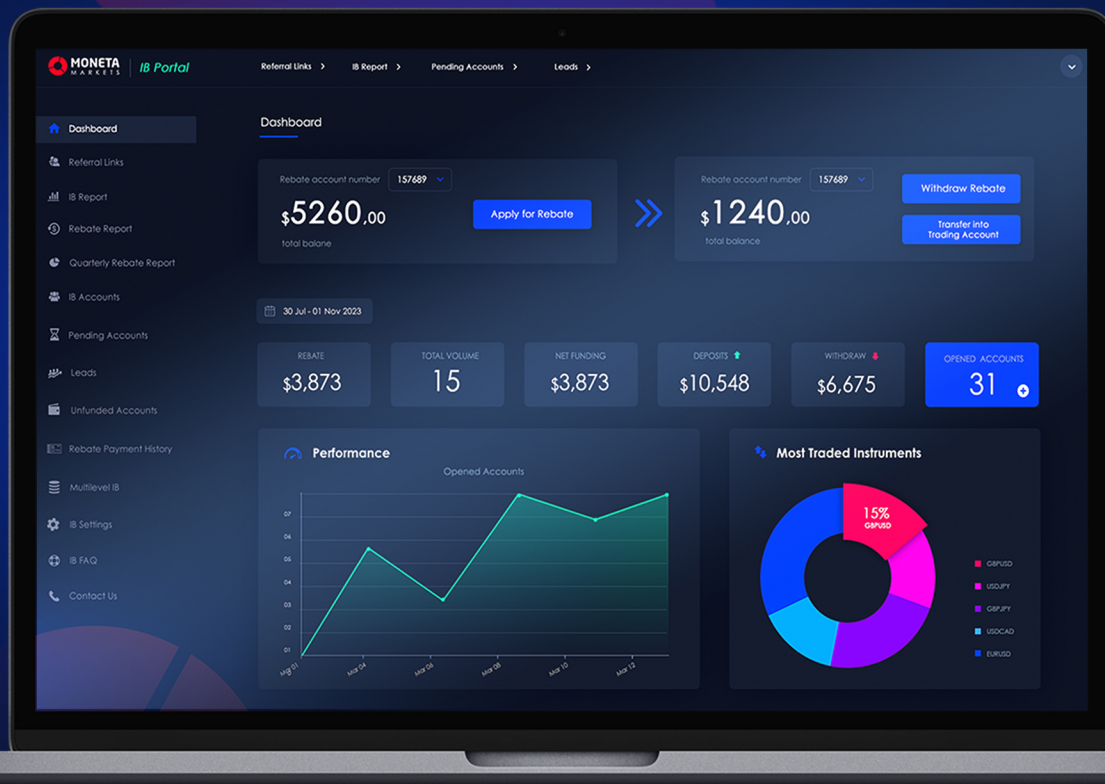 MONETA
MARKETS
IB Portal
Referral Links
IB Report
Pending Accounts
Leads
Dashboard
Referral Links
IB Report
Rebate Report
Quarterly Rebate Report
IB Accounts
Pending Accounts
Leads
Unfunded Accounts
Rebate Payment History
Multilevel IB
IB Settings
IB FAQ
Contact Us
Dashboard
Rebate account number 157689
$5260,00
total balane
Apply for Rebate
Rebate account number 157689
$1240,00
total balance
Withdraw Rebate
Transfer into
Trading Account
30 Jul - 01 Nov 2023
REBATE
$3,873
TOTAL VOLUME
15
NET FUNDING
$3,873
DEPOSITS
$10,548
WITHDRAW
$6,675
OPENED ACCOUNTS
31
Performance
Opened Accounts
07
06
05
04
03
02
01
Mar 01
Mar 04
Mar 06
Mar 08
Mar 10
Mar 12
Most Traded Instruments
15%
GBPUSD
GBPUSD
USDJPY
GBPJPY
USDCAD
EURUSD